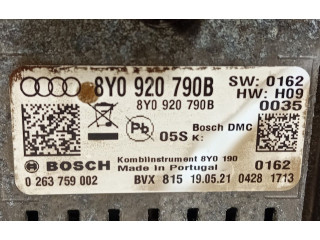 8Y0 920 790B SW: 0162
8Y0 920 790B HW: H09
0035
Pb 05S Bosch DMC
K:
BOSCH Kombiinstrument 8Y0 190 0162
Made in Portugal
0 263 759 002 BVX 815 19.05.21 0428 1713